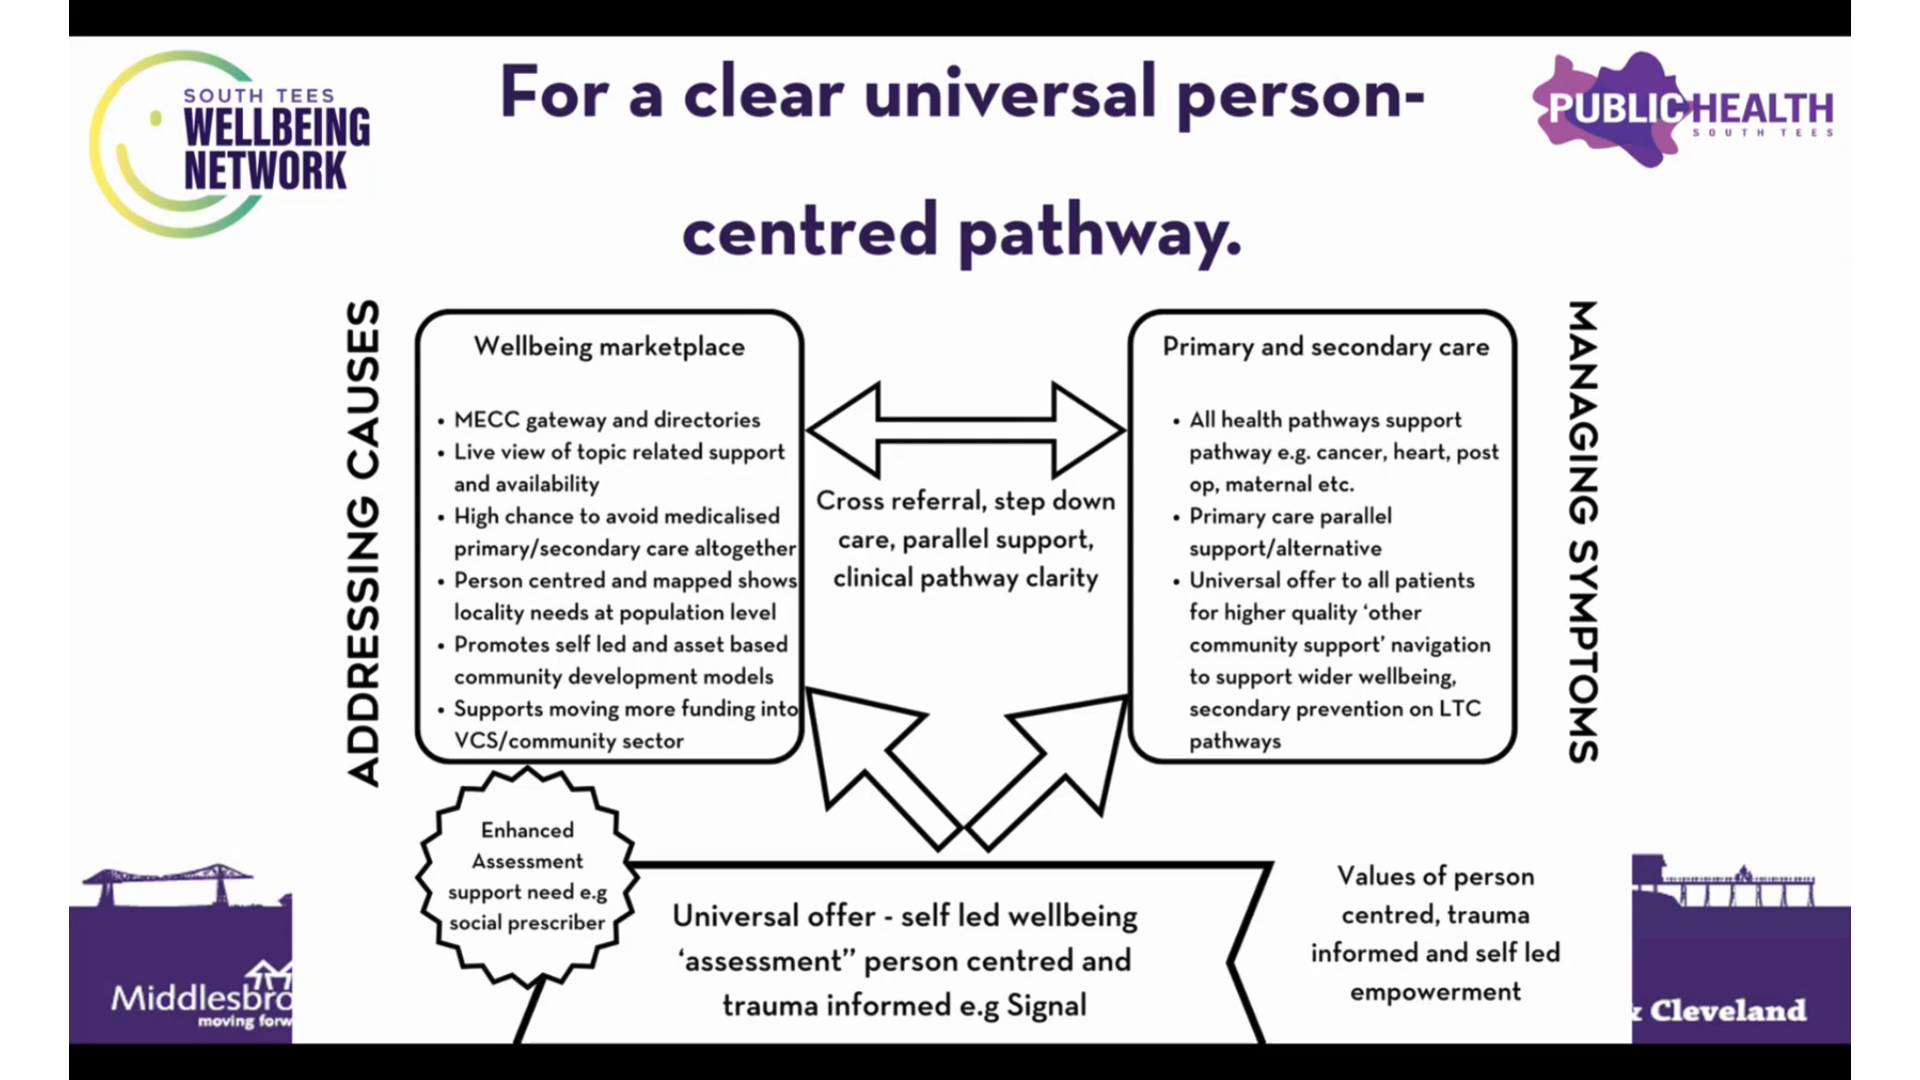 SOUTH TEES
WELLBEING
NETWORK
For a clear universal person-
centred pathway.
PUBLIC HEALTH
SOUTH TEES
ADDRESSING CAUSES
Wellbeing marketplace
• MECC gateway and directories
• Live view of topic related support
and availability
• High chance to avoid medicalised
primary/secondary care altogether
• Person centred and mapped shows
locality needs at population level
• Promotes self led and asset based
community development models
• Supports moving more funding into
VCS/community sector
Cross referral, step down
care, parallel support,
clinical pathway clarity
Primary and secondary care
• All health pathways support
pathway e.g. cancer, heart, post
op, maternal etc.
• Primary care parallel
support/alternative
• Universal offer to all patients
for higher quality ‘other
community support’ navigation
to support wider wellbeing,
secondary prevention on LTC
pathways
MANAGING SYMPTOMS
Enhanced
Assessment
support need e.g
social prescriber
Universal offer - self led wellbeing
‘assessment” person centred and
trauma informed e.g Signal
Values of person
centred, trauma
informed and self led
empowerment
Middlesbro
moving forw
& Cleveland